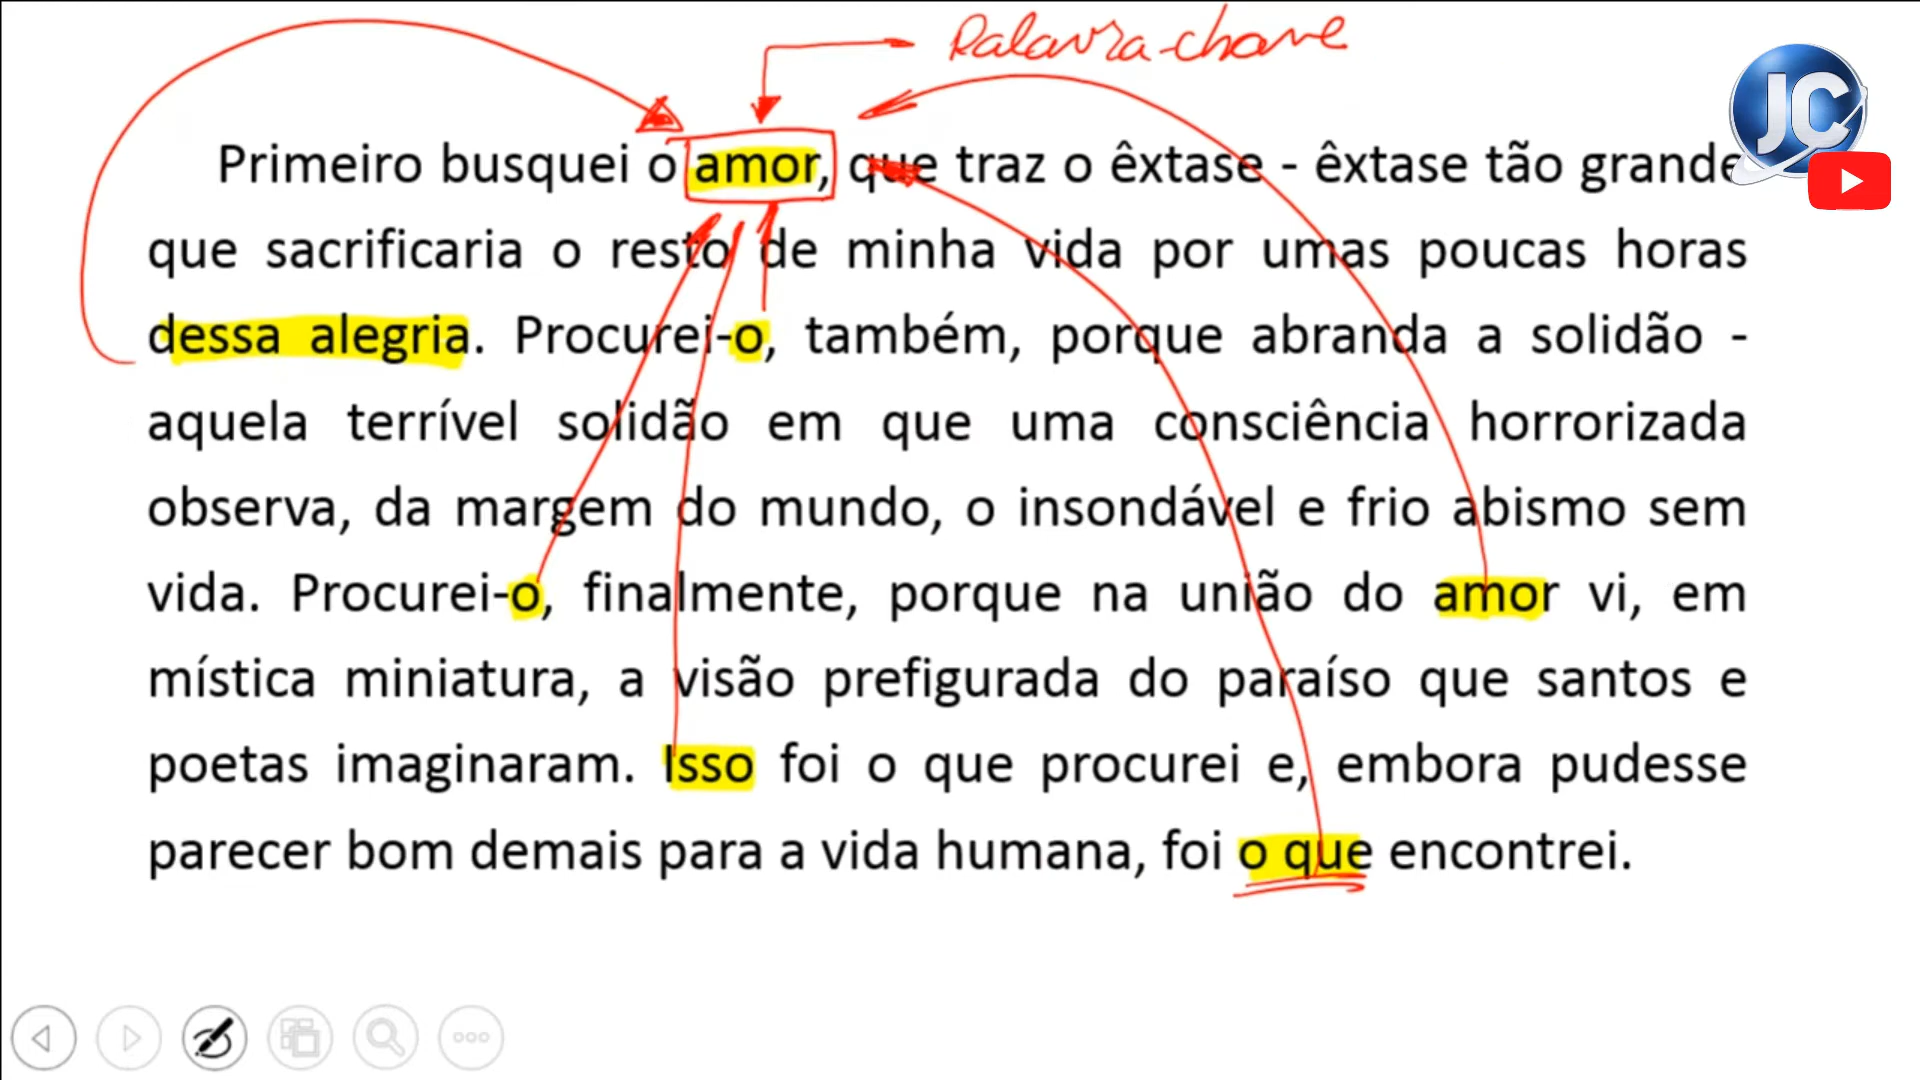 Palavra-chave
JC
Primeiro busquei o amor, que traz o êxtase - êxtase tão grande
que sacrificaria o resto de minha vida por umas poucas horas
dessa alegria. Procurei-o, também, porque abranda a solidão -
aquela terrível solidão em que uma consciência horrorizada
observa, da margem do mundo, o insondável e frio abismo sem
vida. Procurei-o, finalmente, porque na união do amor vi, em
mística miniatura, a visão prefigurada do paraíso que santos e
poetas imaginaram. Isso foi o que procurei e, embora pudesse
parecer bom demais para a vida humana, foi o que encontrei.